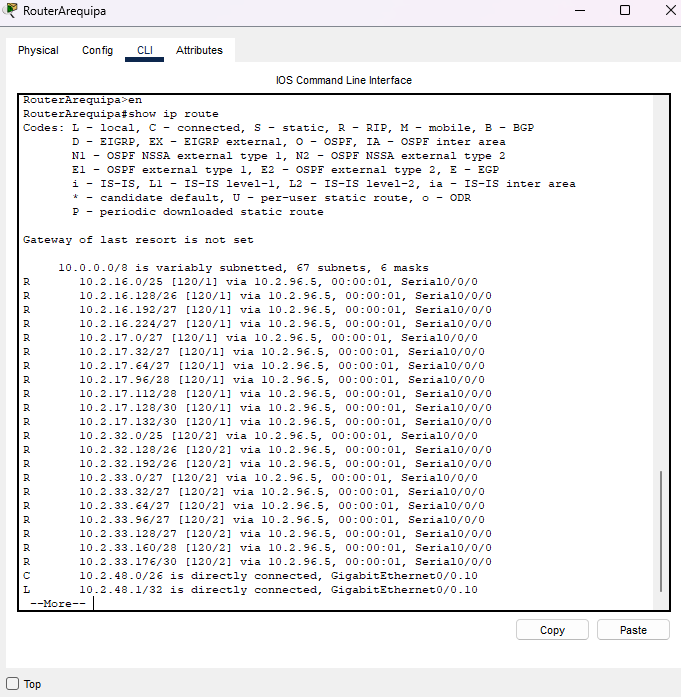 RouterArequipa
Physical Config CLI Attributes
IOS Command Line Interface
RouterArequipa>en
RouterArequipa#show ip route
Codes: L - local, C - connected, S - static, R - RIP, M - mobile, B - BGP
D - EIGRP, EX - EIGRP external, O - OSPF, IA - OSPF inter area
N1 - OSPF NSSA external type 1, N2 - OSPF NSSA external type 2
E1 - OSPF external type 1, E2 - OSPF external type 2, E - EGP
i - IS-IS, L1 - IS-IS level-1, L2 - IS-IS level-2, ia - IS-IS inter area
* - candidate default, U - per-user static route, o - ODR
P - periodic downloaded static route
Gateway of last resort is not set
10.0.0.0/8 is variably subnetted, 67 subnets, 6 masks
R 10.2.16.0/25 [120/1] via 10.2.96.5, 00:00:01, Serial0/0/0
R 10.2.16.128/26 [120/1] via 10.2.96.5, 00:00:01, Serial0/0/0
R 10.2.16.192/27 [120/1] via 10.2.96.5, 00:00:01, Serial0/0/0
R 10.2.16.224/27 [120/1] via 10.2.96.5, 00:00:01, Serial0/0/0
R 10.2.17.0/27 [120/1] via 10.2.96.5, 00:00:01, Serial0/0/0
R 10.2.17.32/27 [120/1] via 10.2.96.5, 00:00:01, Serial0/0/0
R 10.2.17.64/27 [120/1] via 10.2.96.5, 00:00:01, Serial0/0/0
R 10.2.17.96/28 [120/1] via 10.2.96.5, 00:00:01, Serial0/0/0
R 10.2.17.112/28 [120/1] via 10.2.96.5, 00:00:01, Serial0/0/0
R 10.2.17.128/30 [120/1] via 10.2.96.5, 00:00:01, Serial0/0/0
R 10.2.17.132/30 [120/1] via 10.2.96.5, 00:00:01, Serial0/0/0
R 10.2.32.0/25 [120/2] via 10.2.96.5, 00:00:01, Serial0/0/0
R 10.2.32.128/26 [120/2] via 10.2.96.5, 00:00:01, Serial0/0/0
R 10.2.32.192/26 [120/2] via 10.2.96.5, 00:00:01, Serial0/0/0
R 10.2.33.0/27 [120/2] via 10.2.96.5, 00:00:01, Serial0/0/0
R 10.2.33.32/27 [120/2] via 10.2.96.5, 00:00:01, Serial0/0/0
R 10.2.33.64/27 [120/2] via 10.2.96.5, 00:00:01, Serial0/0/0
R 10.2.33.96/27 [120/2] via 10.2.96.5, 00:00:01, Serial0/0/0
R 10.2.33.128/27 [120/2] via 10.2.96.5, 00:00:01, Serial0/0/0
R 10.2.33.160/28 [120/2] via 10.2.96.5, 00:00:01, Serial0/0/0
R 10.2.33.176/30 [120/2] via 10.2.96.5, 00:00:01, Serial0/0/0
C 10.2.48.0/26 is directly connected, GigabitEthernet0/0.10
L 10.2.48.1/32 is directly connected, GigabitEthernet0/0.10
--More--
Copy Paste
Top